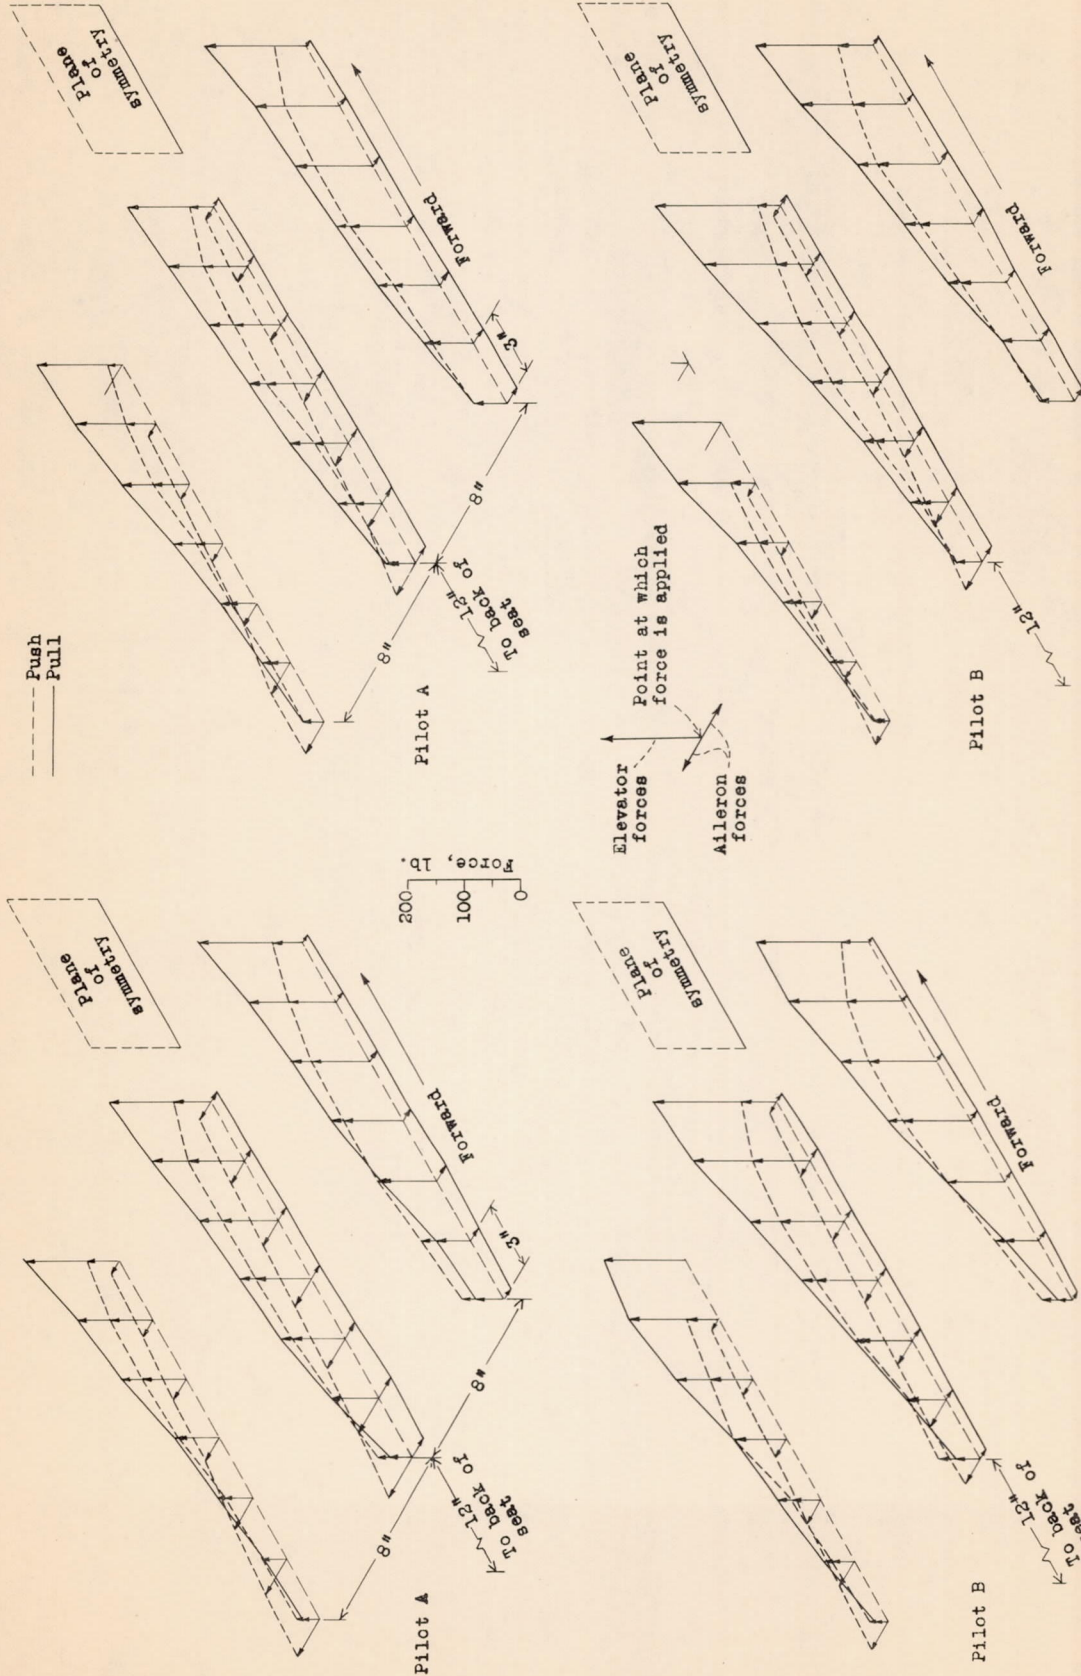 Push
Pull
Plane
of
symmetry
Forward
3"
8"
8"
12"
To back of
seat
Pilot A
Plane
of
symmetry
Forward
12"
Pilot B
Point at which
force is applied
Elevator
forces
Aileron
forces
200
100
0
Force, lb.
Plane
of
symmetry
Forward
3"
8"
8"
12"
To back of
seat
Pilot A
Plane
of
symmetry
Forward
12"
To back of
seat
Pilot B